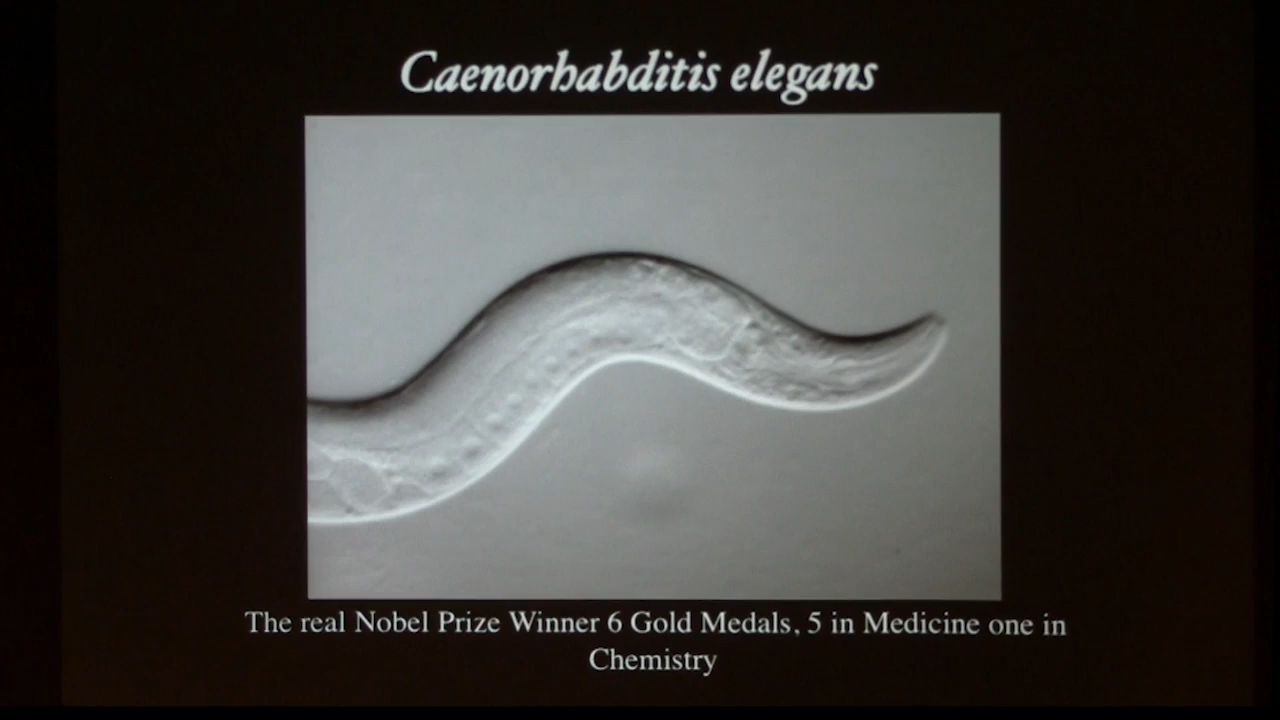 Caenorhabditis elegans
The real Nobel Prize Winner 6 Gold Medals, 5 in Medicine one in
Chemistry